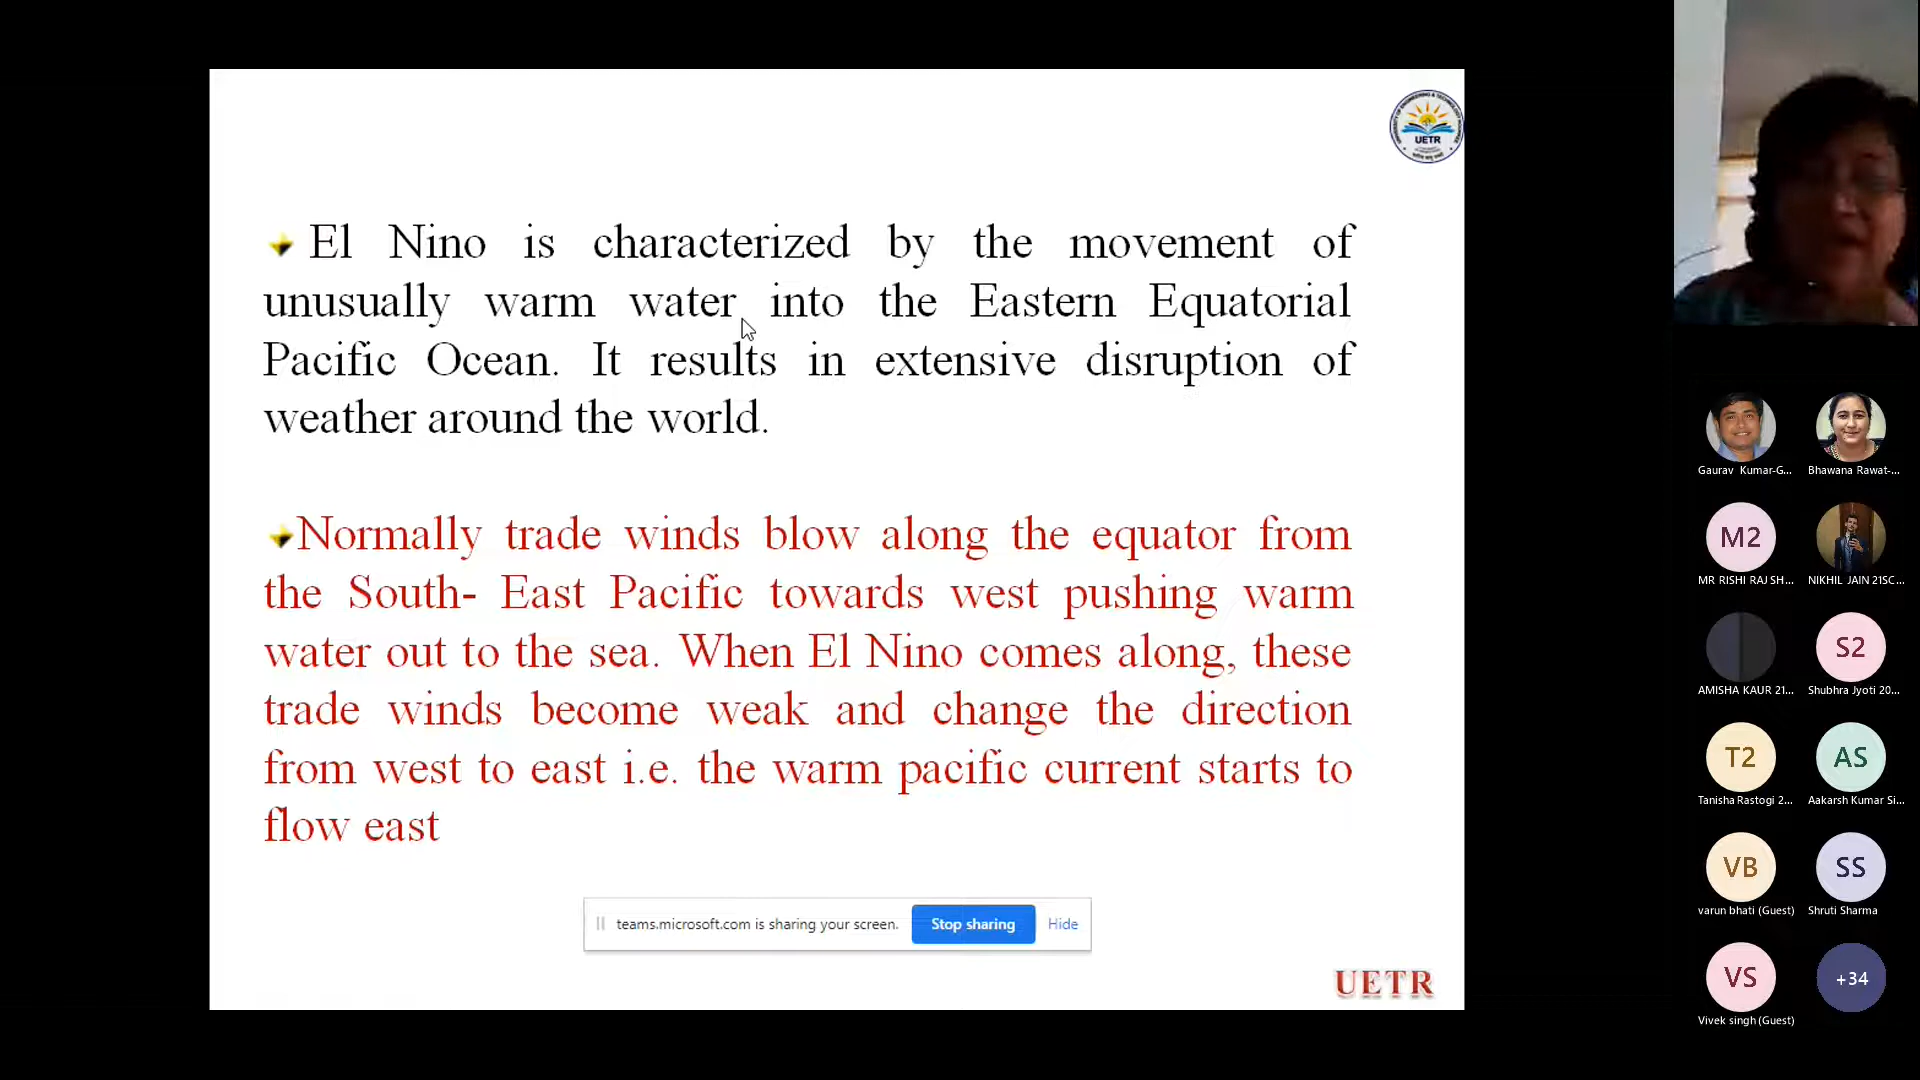 UETR
El Nino is characterized by the movement of
unusually warm water into the Eastern Equatorial
Pacific Ocean. It results in extensive disruption of
weather around the world.
Normally trade winds blow along the equator from
the South- East Pacific towards west pushing warm
water out to the sea. When El Nino comes along, these
trade winds become weak and change the direction
from west to east i.e. the warm pacific current starts to
flow east
teams.microsoft.com is sharing your screen. Stop sharing Hide
UETR
Gaurav Kumar-G... Bhawana Rawat-...
M2
MR RISHI RAJ SH... NIKHIL JAIN 21SC...
S2
AMISHA KAUR 21... Shubhra Jyoti 20...
T2 AS
Tanisha Rastogi 2... Aakarsh Kumar Si...
VB SS
varun bhati (Guest) Shruti Sharma
VS +34
Vivek singh (Guest)